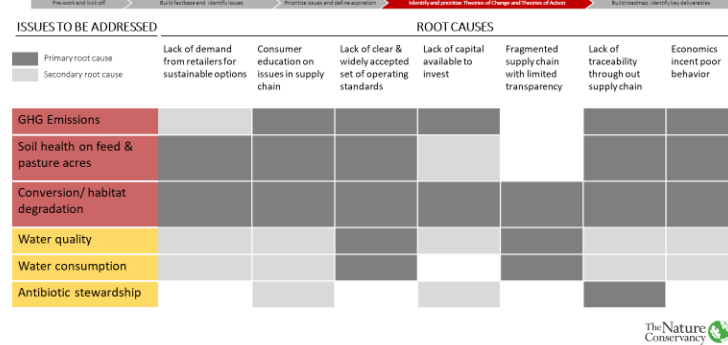 Pre-work and kick off
Build factbase and identify issues
Prioritise issues and define aspiration
Identify and prioritise Theories of Change and Theories of Action
Build roadmap, identify key deliverables
ISSUES TO BE ADDRESSED
ROOT CAUSES
Primary root cause
Secondary root cause
Lack of demand
from retailers for
sustainable options
Consumer
education on
issues in supply
chain
Lack of clear &
widely accepted
set of operating
standards
Lack of capital
available to
invest
Fragmented
supply chain
with limited
transparency
Lack of
traceability
through out
supply chain
Economics
incent poor
behavior
GHG Emissions
Soil health on feed &
pasture acres
Conversion/ habitat
degradation
Water quality
Water consumption
Antibiotic stewardship
The Nature
Conservancy